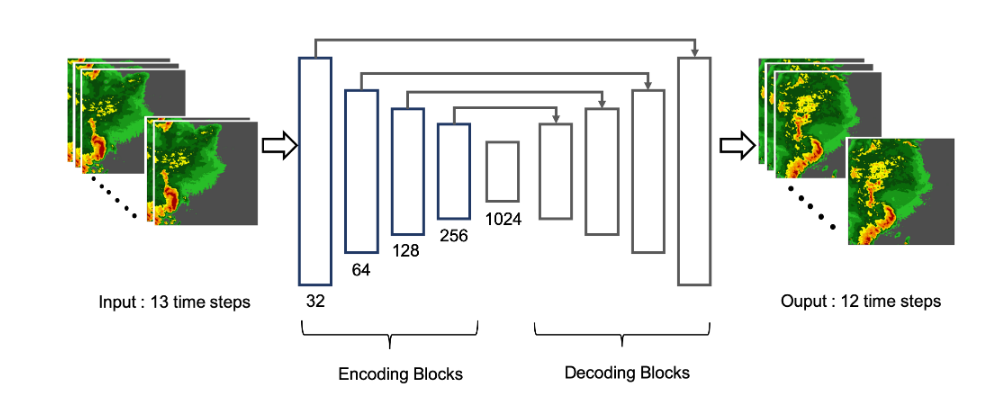 1024
256
128
64
Input : 13 time steps
32
Ouput : 12 time steps
Encoding Blocks
Decoding Blocks